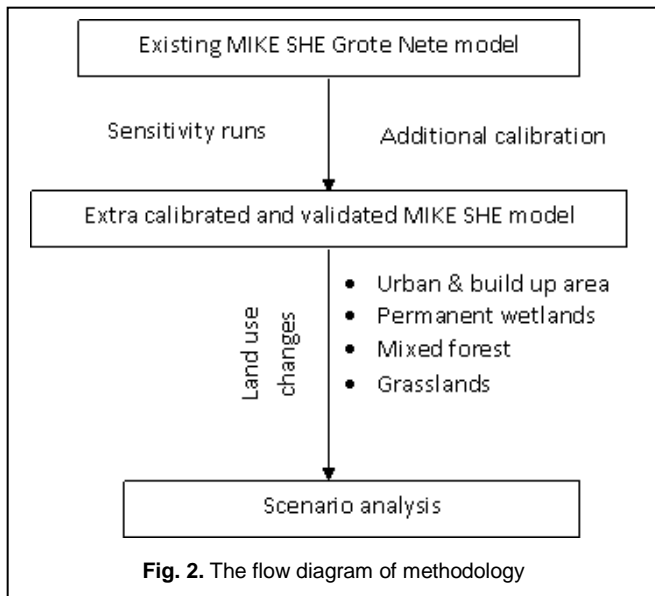 Existing MIKE SHE Grote Nete model
Sensitivity runs
Additional calibration
Extra calibrated and validated MIKE SHE model
Land use
changes
• Urban & build up area
• Permanent wetlands
• Mixed forest
• Grasslands
Scenario analysis
Fig. 2. The flow diagram of methodology